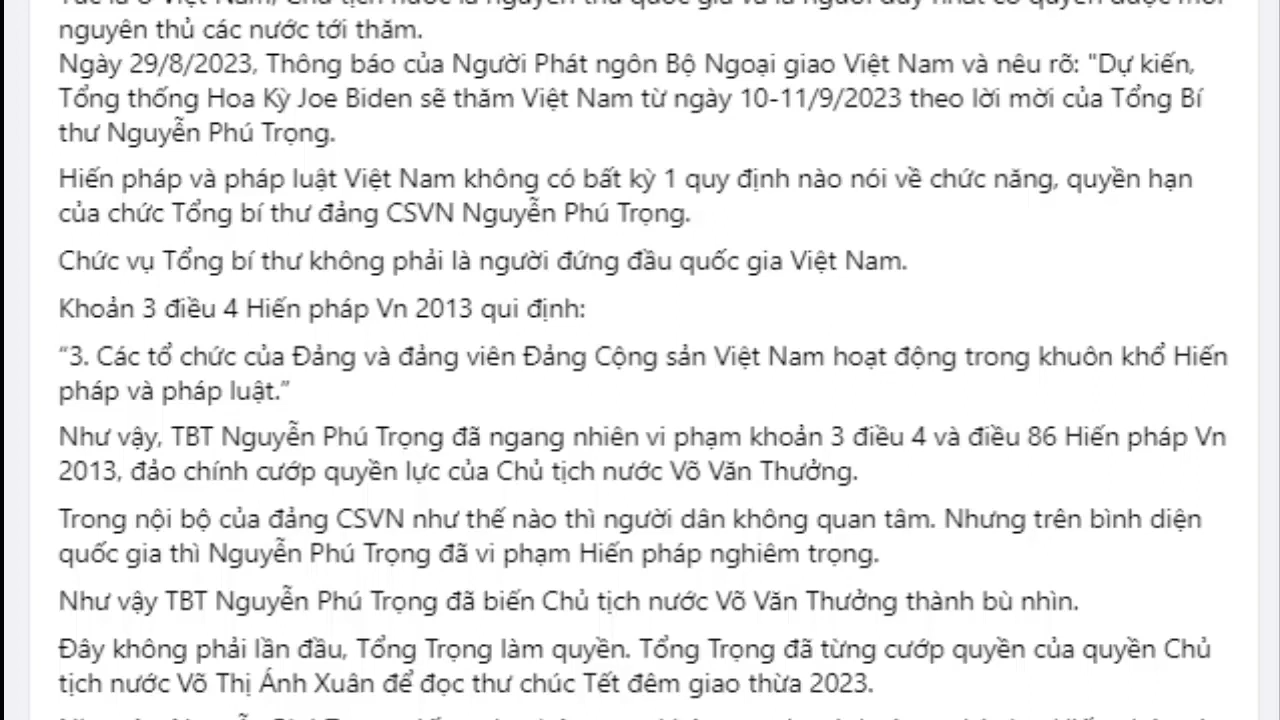 nguyên thủ các nước tới thăm.
Ngày 29/8/2023, Thông báo của Người Phát ngôn Bộ Ngoại giao Việt Nam và nêu rõ: "Dự kiến,
Tổng thống Hoa Kỳ Joe Biden sẽ thăm Việt Nam từ ngày 10-11/9/2023 theo lời mời của Tổng Bí
thư Nguyễn Phú Trọng.
Hiến pháp và pháp luật Việt Nam không có bất kỳ 1 quy định nào nói về chức năng, quyền hạn
của chức Tổng bí thư đảng CSVN Nguyễn Phú Trọng.
Chức vụ Tổng bí thư không phải là người đứng đầu quốc gia Việt Nam.
Khoản 3 điều 4 Hiến pháp Vn 2013 qui định:
“3. Các tổ chức của Đảng và đảng viên Đảng Cộng sản Việt Nam hoạt động trong khuôn khổ Hiến
pháp và pháp luật.”
Như vậy, TBT Nguyễn Phú Trọng đã ngang nhiên vi phạm khoản 3 điều 4 và điều 86 Hiến pháp Vn
2013, đảo chính cướp quyền lực của Chủ tịch nước Võ Văn Thưởng.
Trong nội bộ của đảng CSVN như thế nào thì người dân không quan tâm. Nhưng trên bình diện
quốc gia thì Nguyễn Phú Trọng đã vi phạm Hiến pháp nghiêm trọng.
Như vậy TBT Nguyễn Phú Trọng đã biến Chủ tịch nước Võ Văn Thưởng thành bù nhìn.
Đây không phải lần đầu, Tổng Trọng làm quyền. Tổng Trọng đã từng cướp quyền của quyền Chủ
tịch nước Võ Thị Ánh Xuân để đọc thư chúc Tết đêm giao thừa 2023.